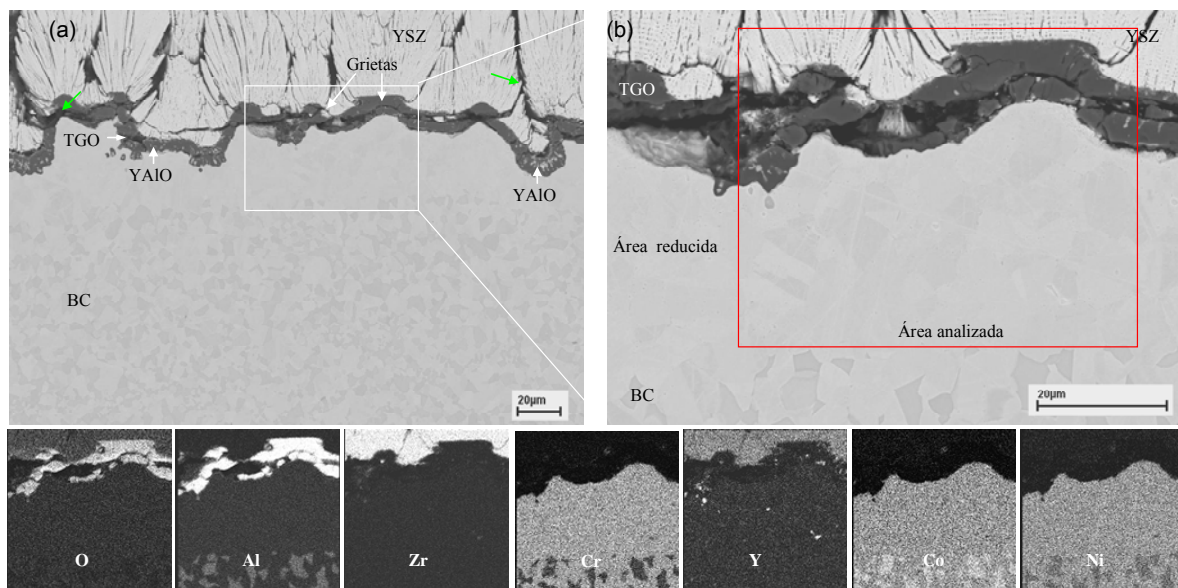 (a)
YSZ
Grietas
TGO
YAlO
YAlO
BC
20µm
(b)
YSZ
TGO
Área reducida
Área analizada
BC
20µm
O
Al
Zr
Cr
Y
Co
Ni